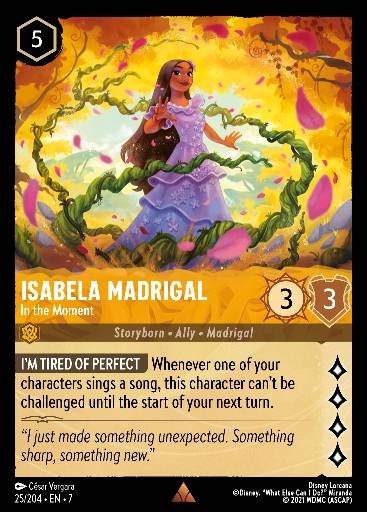 5
ISABELA MADRIGAL
In the Moment
3
3
Storyborn • Ally • Madrigal
I'M TIRED OF PERFECT Whenever one of your
characters sings a song, this character can't be
challenged until the start of your next turn.
“I just made something unexpected. Something
sharp, something new.”
César Vergara
25/204 • EN • 7
Disney Lorcana
©Disney. “What Else Can I Do?” Miranda
© 2021 WDMC (ASCAP)